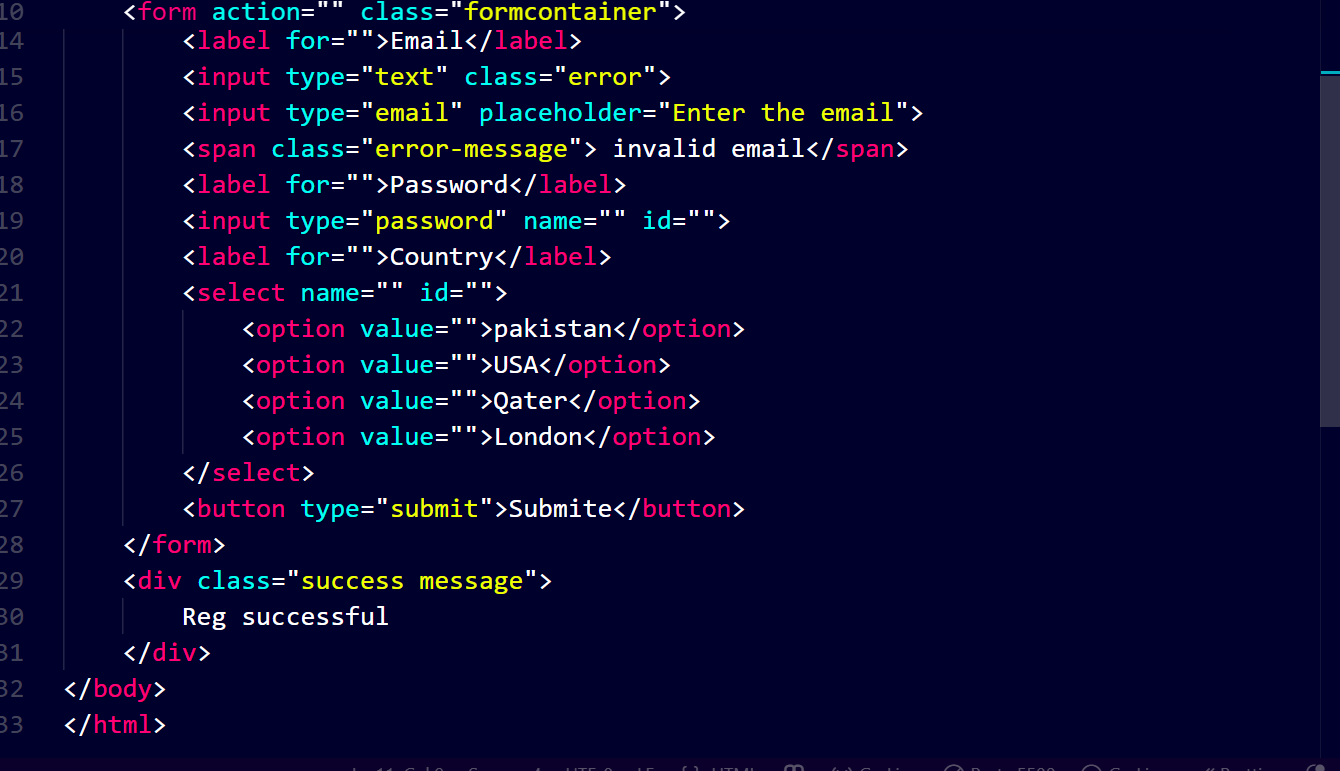 10 <form action="" class="formcontainer">
14 <label for="">Email</label>
15 <input type="text" class="error">
16 <input type="email" placeholder="Enter the email">
17 <span class="error-message"> invalid email</span>
18 <label for="">Password</label>
19 <input type="password" name="" id="">
20 <label for="">Country</label>
21 <select name="" id="">
22 <option value="">pakistan</option>
23 <option value="">USA</option>
24 <option value="">Qater</option>
25 <option value="">London</option>
26 </select>
27 <button type="submit">Submite</button>
28 </form>
29 <div class="success message">
30 Reg successful
31 </div>
32 </body>
33 </html>